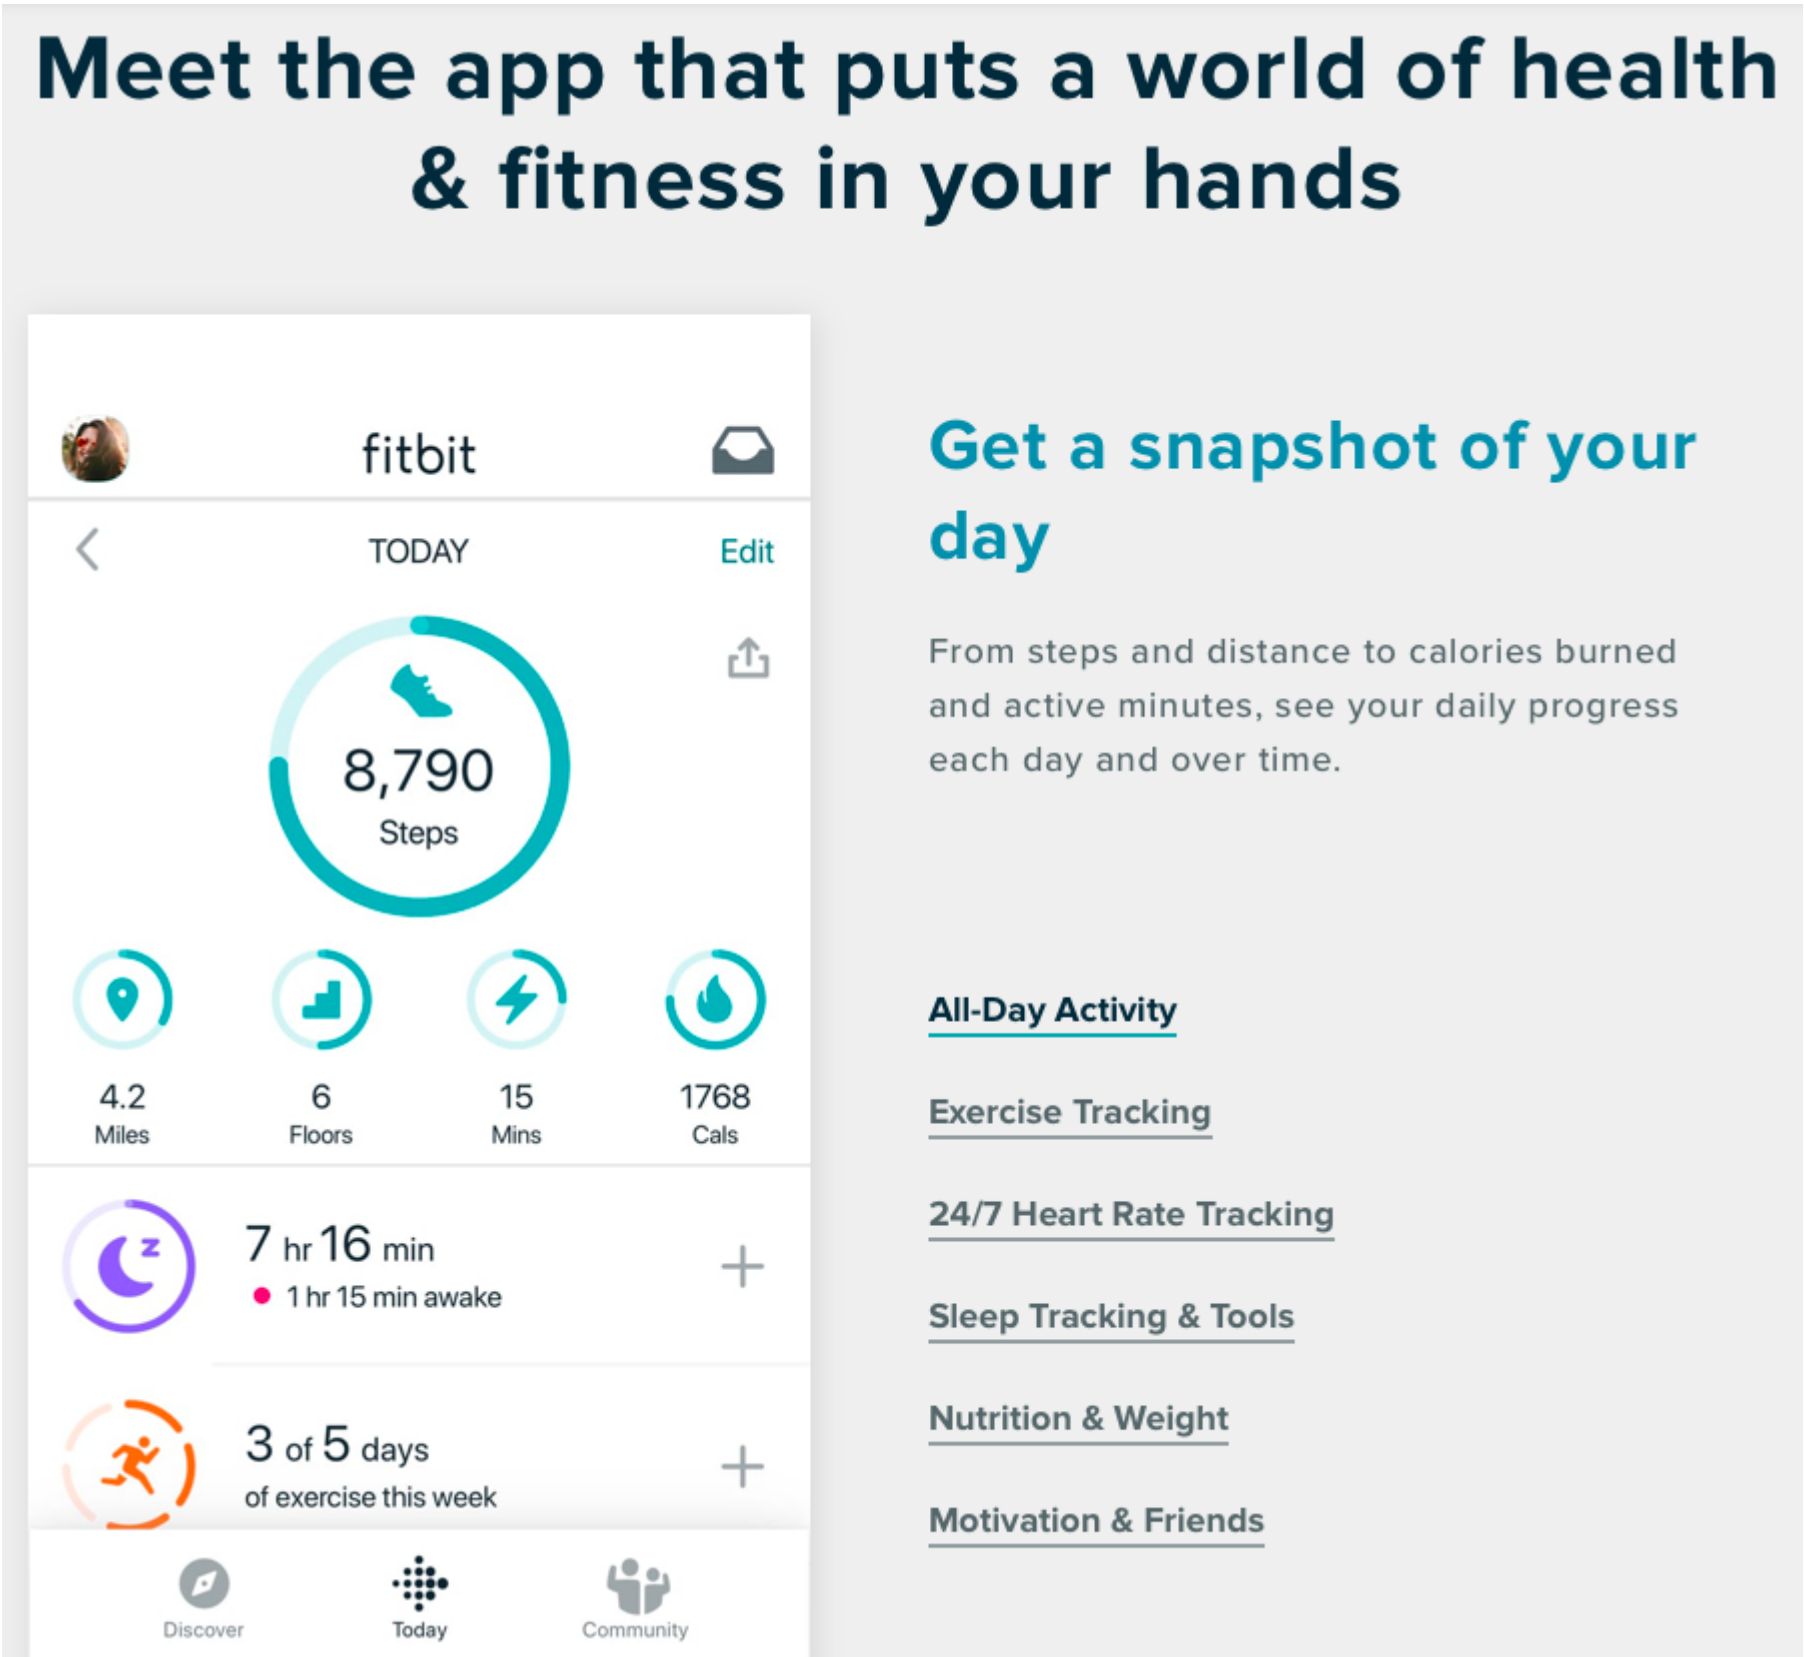 Meet the app that puts a world of health
& fitness in your hands
fitbit
TODAY
Edit
8,790
Steps
4.2
Miles
6
Floors
15
Mins
1768
Cals
z
7 hr 16 min
1 hr 15 min awake
3 of 5 days
of exercise this week
Discover
Today
Community
Get a snapshot of your
day
From steps and distance to calories burned
and active minutes, see your daily progress
each day and over time.
All-Day Activity
Exercise Tracking
24/7 Heart Rate Tracking
Sleep Tracking & Tools
Nutrition & Weight
Motivation & Friends